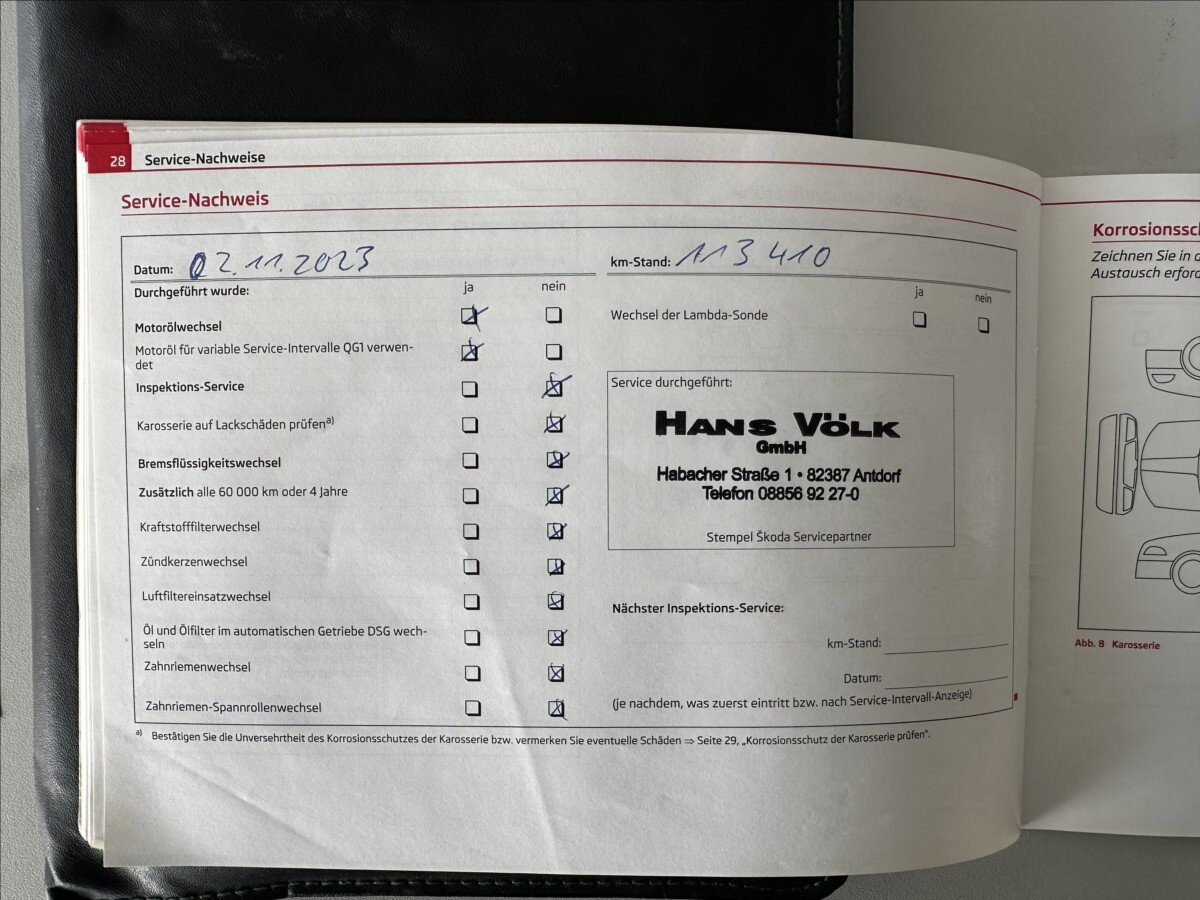 28 Service-Nachweise
Service-Nachweis
Datum: 02.11.2023
km-Stand: 113 410
Durchgeführt wurde: ja nein
Motorölwechsel
Motoröl für variable Service-Intervalle QG1 verwen-
det
Inspektions-Service
Karosserie auf Lackschäden prüfen a)
Bremsflüssigkeitswechsel
Zusätzlich alle 60 000 km oder 4 Jahre
Kraftstofffilterwechsel
Zündkerzenwechsel
Luftfiltereinsatzwechsel
Öl und Ölfilter im automatischen Getriebe DSG wech-
seln
Zahnriemenwechsel
Zahnriemen-Spannrollenwechsel
ja nein
Wechsel der Lambda-Sonde
Service durchgeführt:
HANS VÖLK
GmbH
Habacher Straße 1 • 82387 Antdorf
Telefon 08856 92 27-0
Stempel Škoda Servicepartner
Nächster Inspektions-Service:
km-Stand:
Datum:
(je nachdem, was zuerst eintritt bzw. nach Service-Intervall-Anzeige)
a) Bestätigen Sie die Unversehrtheit des Korrosionsschutzes der Karosserie bzw. vermerken Sie eventuelle Schäden ⇒ Seite 29, „Korrosionsschutz der Karosserie prüfen".
Zeichnen Sie in
Austausch
Abb. 8 Karosserie